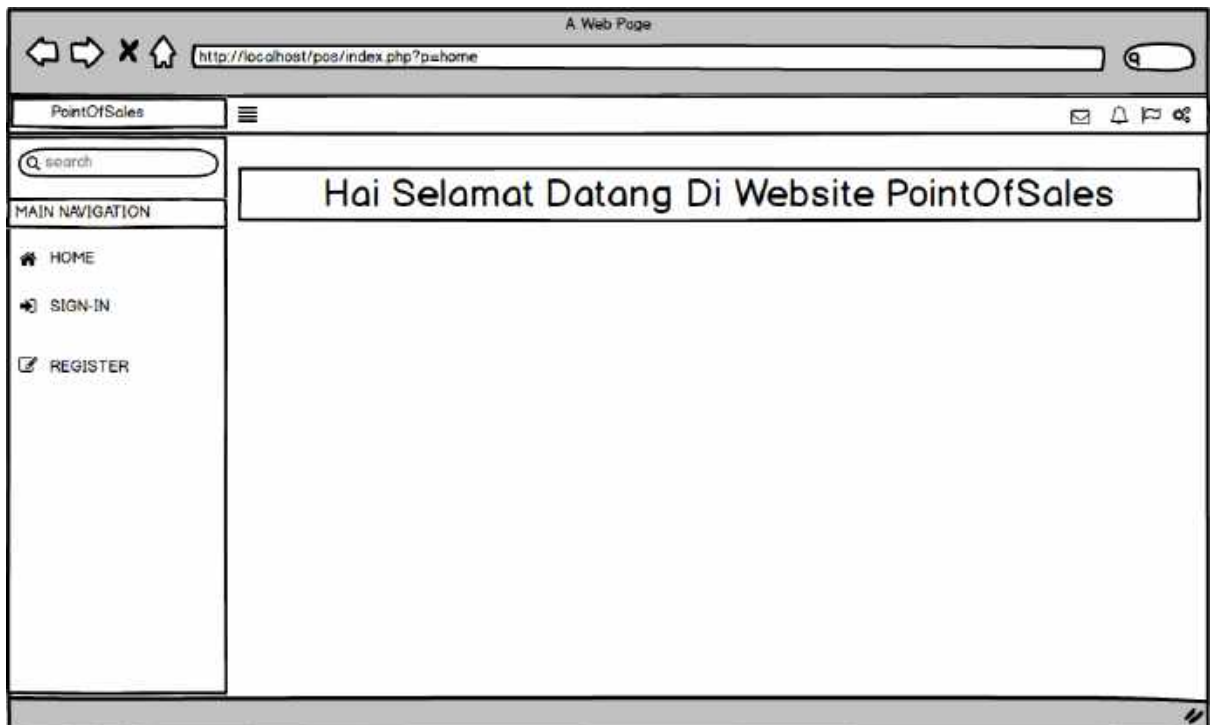 A Web Page
http://localhost/pos/index.php?p=home
PointOfSales
search
MAIN NAVIGATION
HOME
SIGN-IN
REGISTER
Hai Selamat Datang Di Website PointOfSales